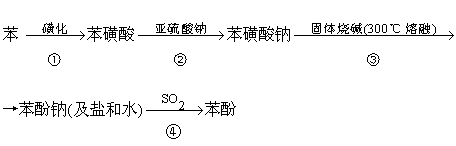 苯 磺化 ① 苯磺酸 亚硫酸钠 ② 苯磺酸钠 固体烧碱(300℃熔融) ③
→苯酚钠(及盐和水) SO₂ ④ 苯酚